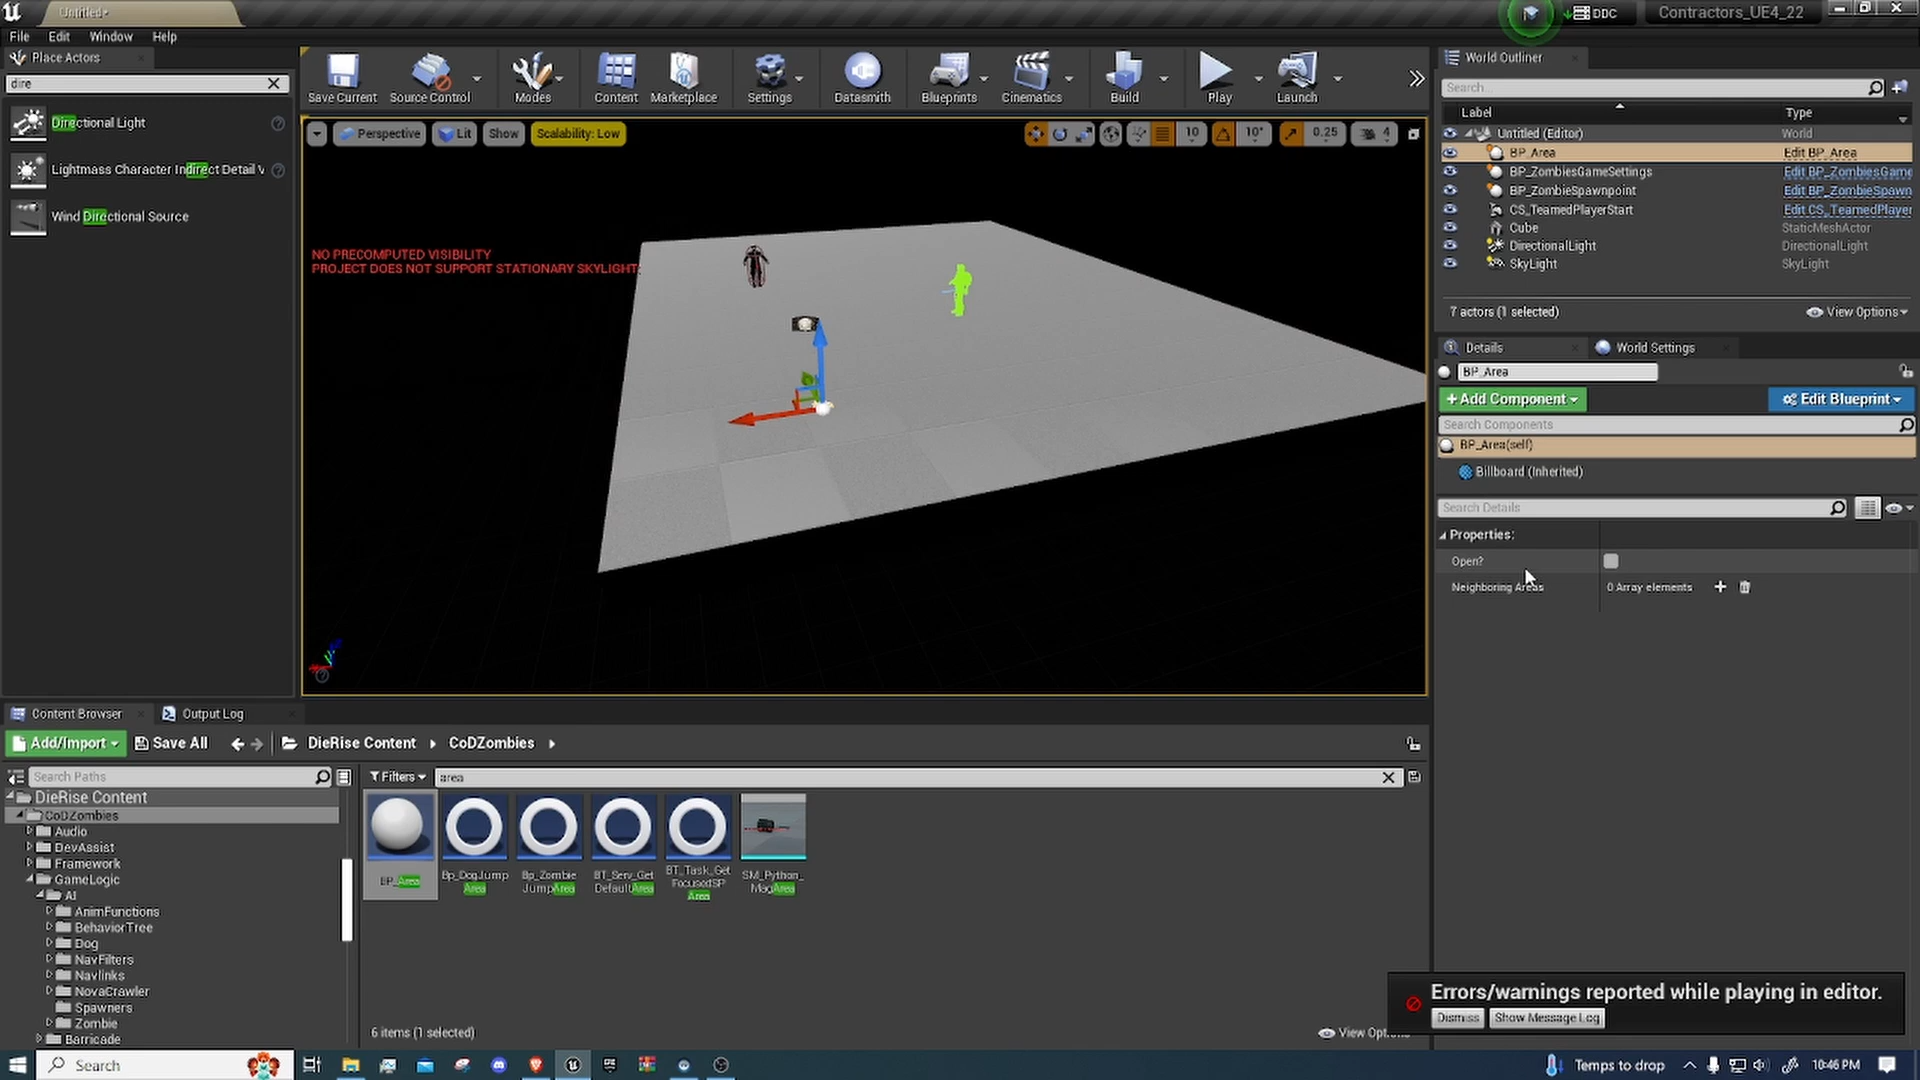 Untitled*
DDC
Contractors_UE4_22
File Edit Window Help
Place Actors
dire
Directional Light
Lightmass Character Indirect Detail V
Wind Directional Source
Save Current
Source Control
Modes
Content
Marketplace
Settings
Datasmith
Blueprints
Cinematics
Build
Play
Launch
Perspective
Lit
Show
Scalability: Low
10
10°
0.25
4
NO PRECOMPUTED VISIBILITY
PROJECT DOES NOT SUPPORT STATIONARY SKYLIGHT:
World Outliner
Search...
Label
Type
Untitled (Editor)
World
BP_Area
Edit BP_Area
BP_ZombiesGameSettings
Edit BP_ZombiesGame
BP_ZombieSpawnpoint
Edit BP_ZombieSpawn
CS_TeamedPlayerStart
Edit CS_TeamedPlayer
Cube
StaticMeshActor
DirectionalLight
DirectionalLight
SkyLight
SkyLight
7 actors (1 selected)
View Options
Details
World Settings
BP_Area
+Add Component
Edit Blueprint
Search Components
BP_Area(self)
Billboard (Inherited)
Search Details
Properties:
Open?
Neighboring Areas
0 Array elements
Content Browser
Output Log
Add/Import
Save All
DieRise Content
CoDZombies
Search Paths
Filters
area
DieRise Content
CoDZombies
Audio
DevAssist
Framework
GameLogic
AI
AnimFunctions
BehaviorTree
Dog
NavFilters
Navlinks
NovaCrawler
Spawners
Zombie
Barricade
BP_Area
Bp_DogJump
Area
Bp_Zombie
JumpArea
BT_Serv_Get
DefaultArea
BT_Task_Get
FocusedSP
Area
SM_Python_
MagArea
6 items (1 selected)
View Opti
Errors/warnings reported while playing in editor.
Dismiss
Show Message Log
Search
Temps to drop
10:46 PM